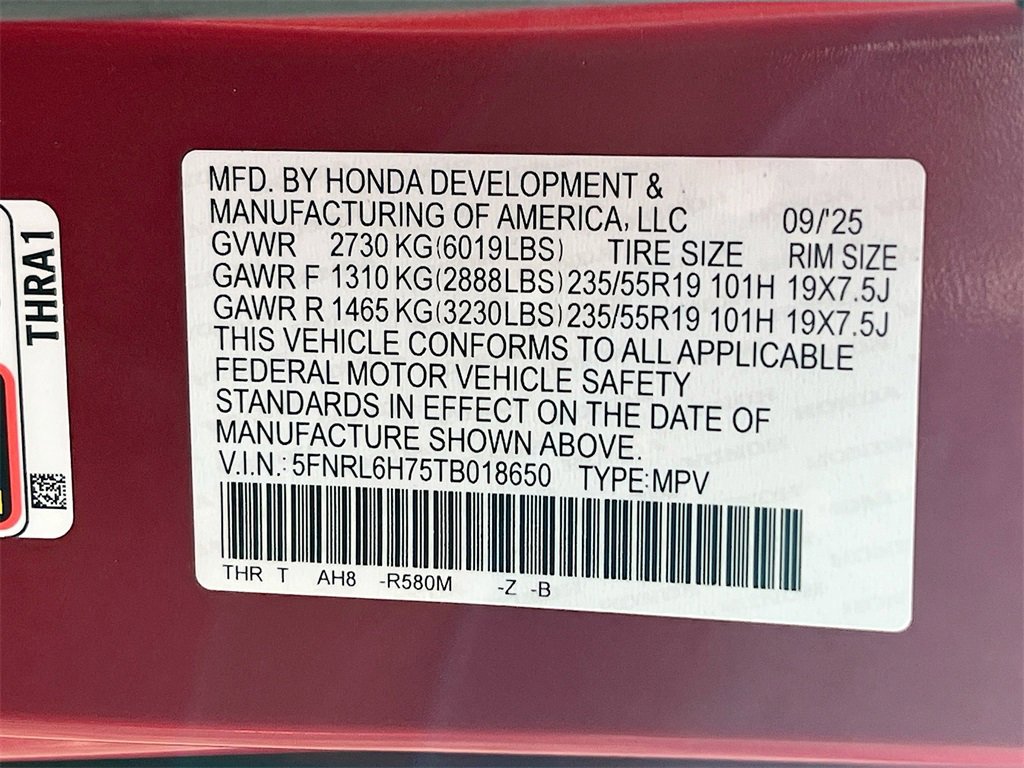 MFD. BY HONDA DEVELOPMENT &
MANUFACTURING OF AMERICA, LLC 09/'25
GVWR 2730 KG(6019LBS) TIRE SIZE RIM SIZE
GAWR F 1310 KG(2888LBS) 235/55R19 101H 19X7.5J
GAWR R 1465 KG(3230LBS) 235/55R19 101H 19X7.5J
THIS VEHICLE CONFORMS TO ALL APPLICABLE
FEDERAL MOTOR VEHICLE SAFETY
STANDARDS IN EFFECT ON THE DATE OF
MANUFACTURE SHOWN ABOVE.
V.I.N.: 5FNRL6H75TB018650 TYPE:MPV
THR T AH8 -R580M -Z -B
THRA1